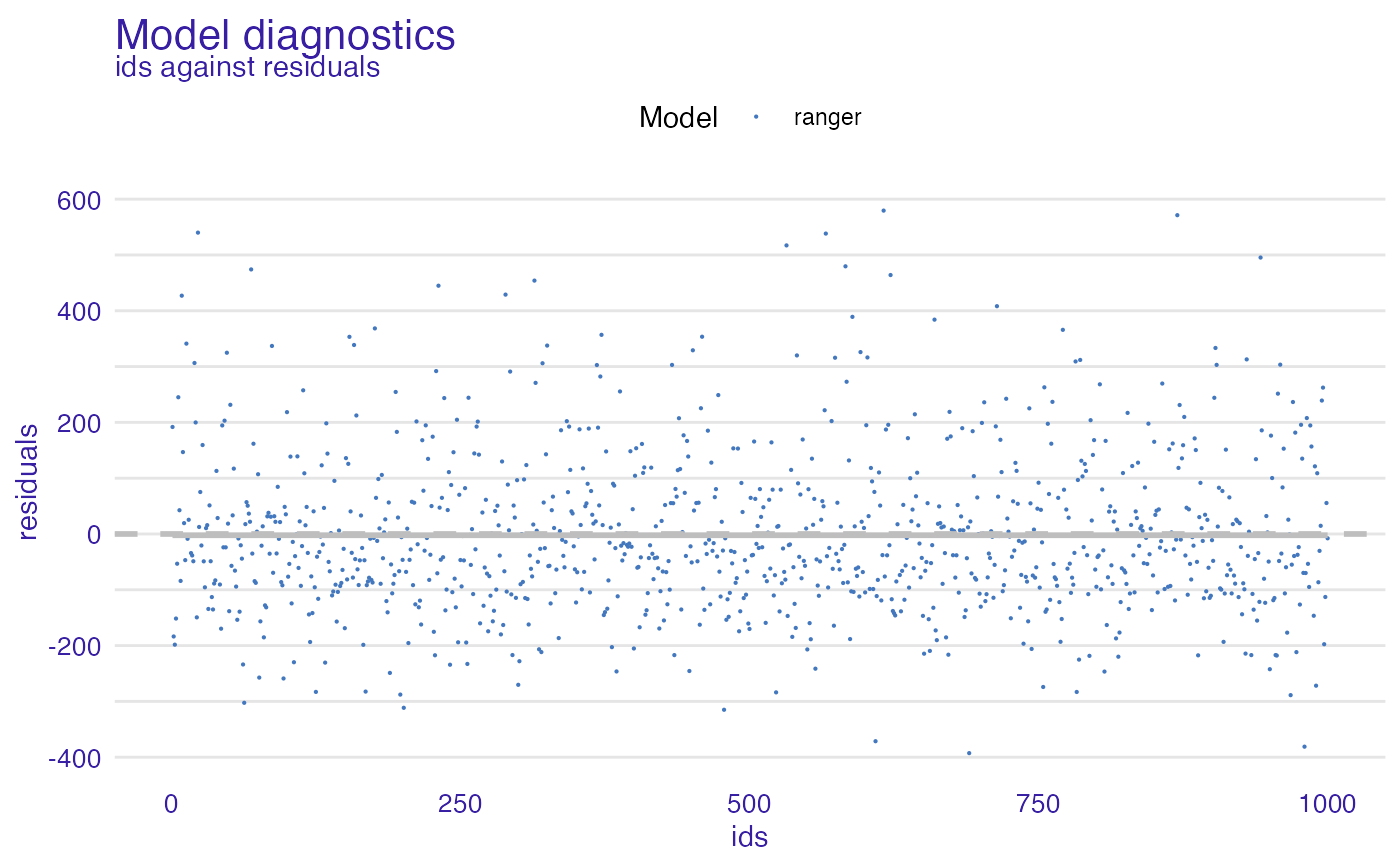 Model diagnostics
ids against residuals
Model ranger
600
400
200
0
-200
-400
residuals
0 250 500 750 1000
ids